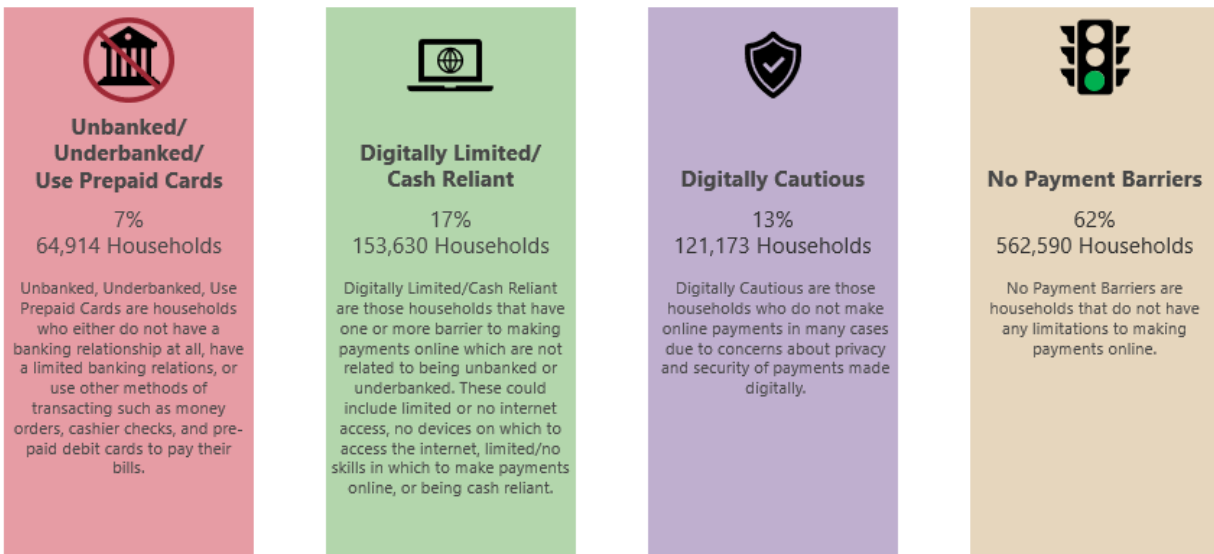 Unbanked/
Underbanked/
Use Prepaid Cards
7%
64,914 Households
Unbanked, Underbanked, Use
Prepaid Cards are households
who either do not have a
banking relationship at all, have
a limited banking relations, or
use other methods of
transacting such as money
orders, cashier checks, and pre-
paid debit cards to pay their
bills.
Digitally Limited/
Cash Reliant
17%
153,630 Households
Digitally Limited/Cash Reliant
are those households that have
one or more barrier to making
payments online which are not
related to being unbanked or
underbanked. These could
include limited or no internet
access, no devices on which to
access the internet, limited/no
skills in which to make payments
online, or being cash reliant.
Digitally Cautious
13%
121,173 Households
Digitally Cautious are those
households who do not make
online payments in many cases
due to concerns about privacy
and security of payments made
digitally.
No Payment Barriers
62%
562,590 Households
No Payment Barriers are
households that do not have
any limitations to making
payments online.